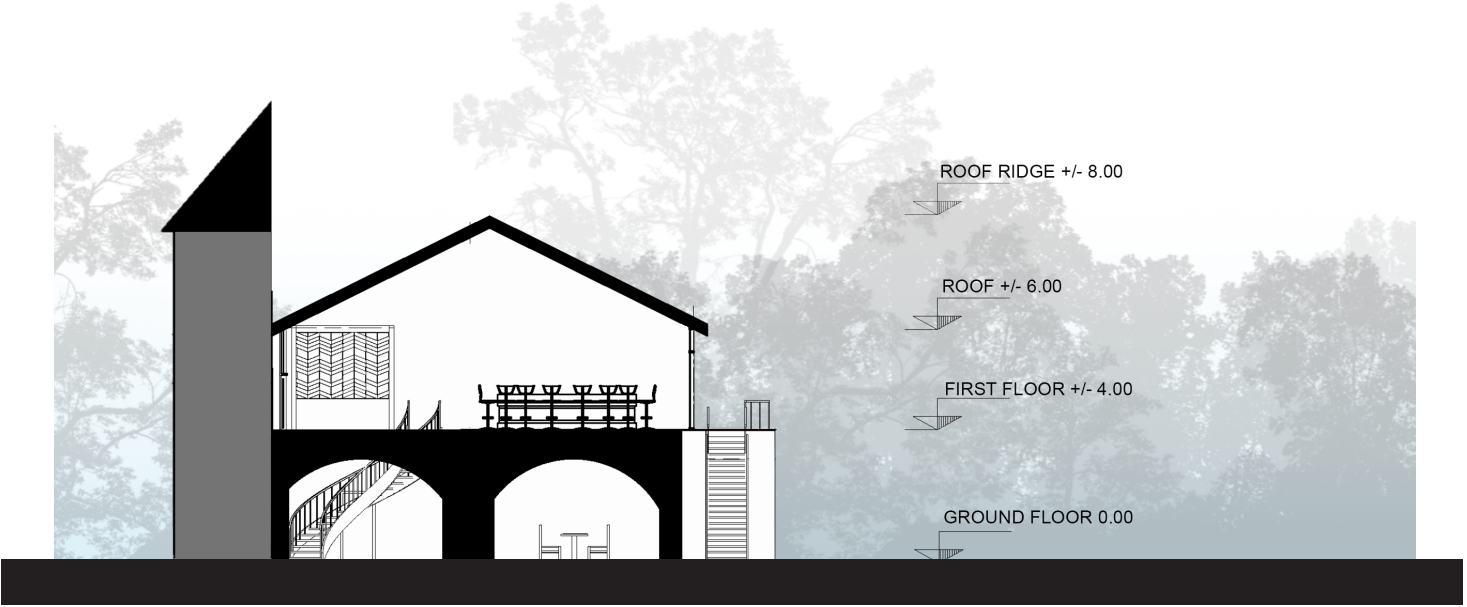 ROOF RIDGE +/- 8.00
ROOF +/- 6.00
FIRST FLOOR +/- 4.00
GROUND FLOOR 0.00